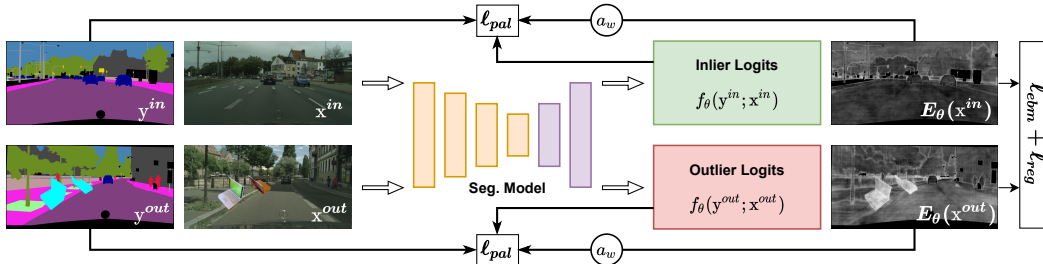 ℓ_pal
a_w
y^in
x^in
Inlier Logits
f_θ(y^in; x^in)
E_θ(x^in)
ℓ_ebm + ℓ_reg
Seg. Model
y^out
x^out
Outlier Logits
f_θ(y^out; x^out)
E_θ(x^out)
ℓ_pal
a_w